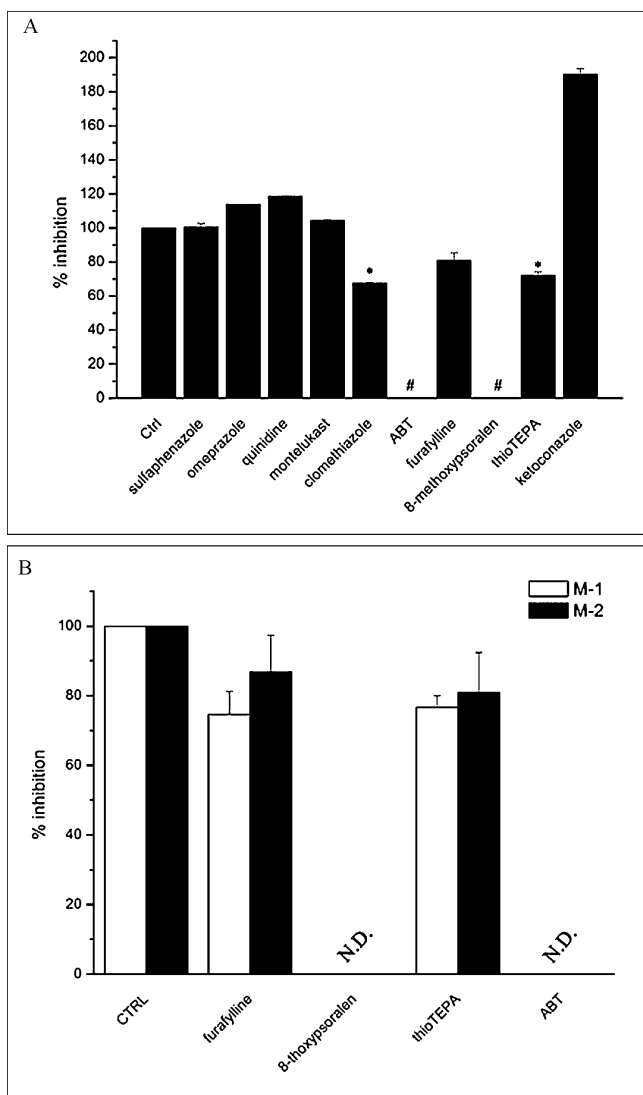 A
200
180
160
140
120
100
80
60
40
20
0
% inhibition
*
#
#
*
Ctrl
sulfaphenazole
omeprazole
quinidine
montelukast
clomethiazole
ABT
furafylline
8-methoxypsoralen
thioTEPA
ketoconazole
B
M-1
M-2
100
80
60
40
20
0
% inhibition
N.D.
N.D.
CTRL
furafylline
8-thoxypsoralen
thioTEPA
ABT